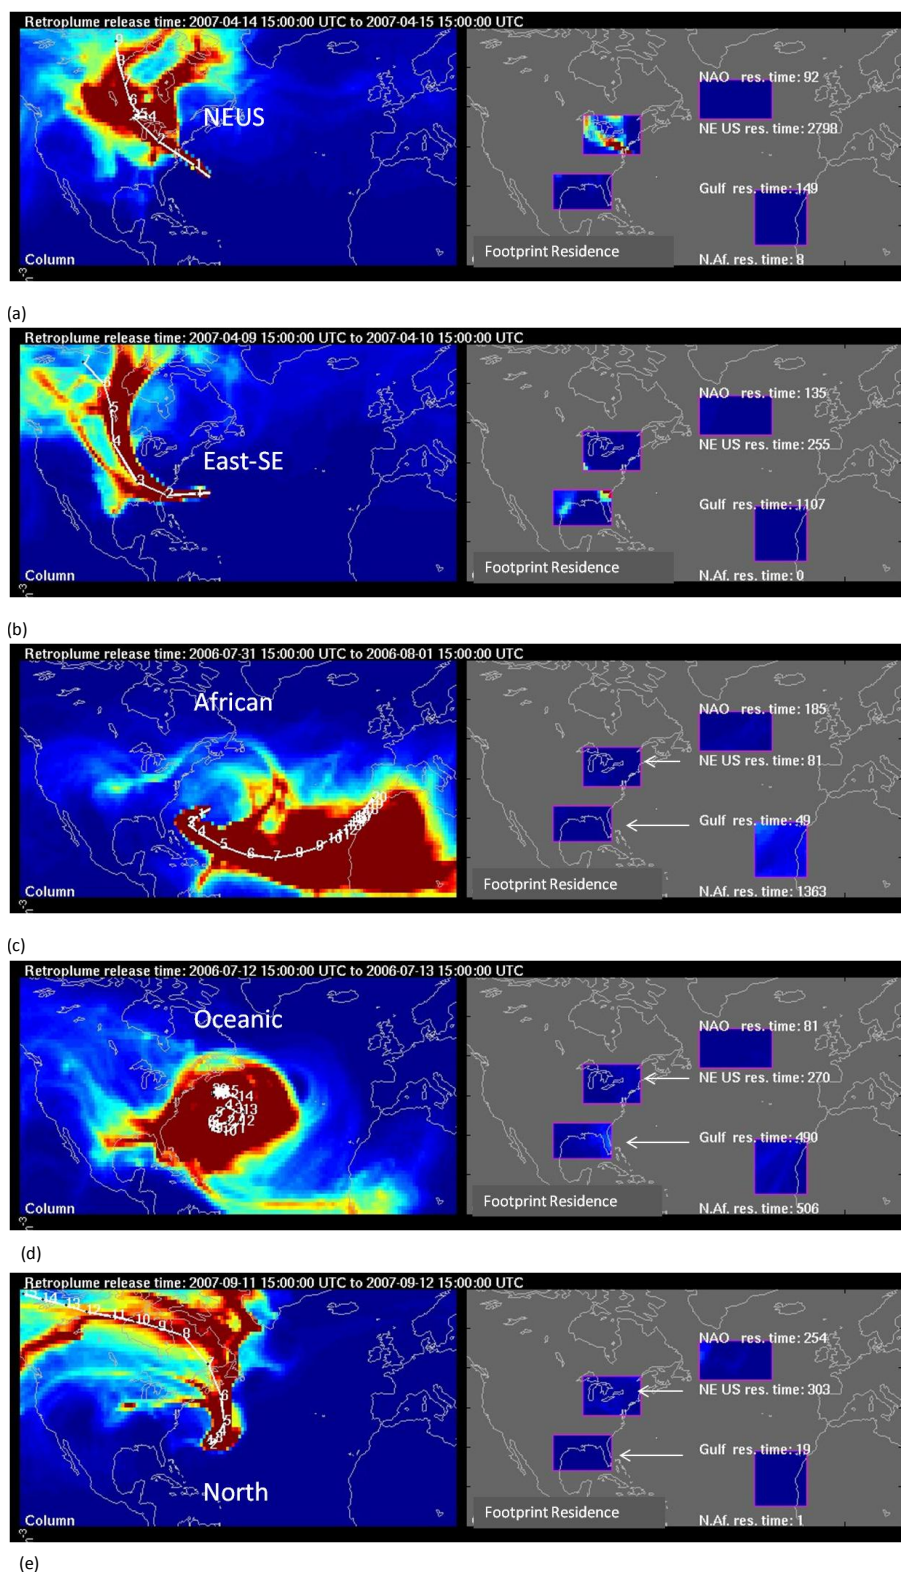 Retroplume release time: 2007-04-14 15:00:00 UTC to 2007-04-15 15:00:00 UTC
NEUS
NAO res. time: 92
NE US res. time: 2798
Gulf res. time: 149
N.Af. res. time: 8
Column
Footprint Residence
(a)
Retroplume release time: 2007-04-09 15:00:00 UTC to 2007-04-10 15:00:00 UTC
East-SE
NAO res. time: 135
NE US res. time: 255
Gulf res. time: 1107
N.Af. res. time: 0
Column
Footprint Residence
(b)
Retroplume release time: 2006-07-31 15:00:00 UTC to 2006-08-01 15:00:00 UTC
African
NAO res. time: 185
NE US res. time: 81
Gulf res. time: 49
N.Af. res. time: 1363
Column
Footprint Residence
(c)
Retroplume release time: 2006-07-12 15:00:00 UTC to 2006-07-13 15:00:00 UTC
Oceanic
NAO res. time: 81
NE US res. time: 270
Gulf res. time: 490
N.Af. res. time: 506
Column
Footprint Residence
(d)
Retroplume release time: 2007-09-11 15:00:00 UTC to 2007-09-12 15:00:00 UTC
North
NAO res. time: 254
NE US res. time: 303
Gulf res. time: 19
N.Af. res. time: 1
Column
Footprint Residence
(e)